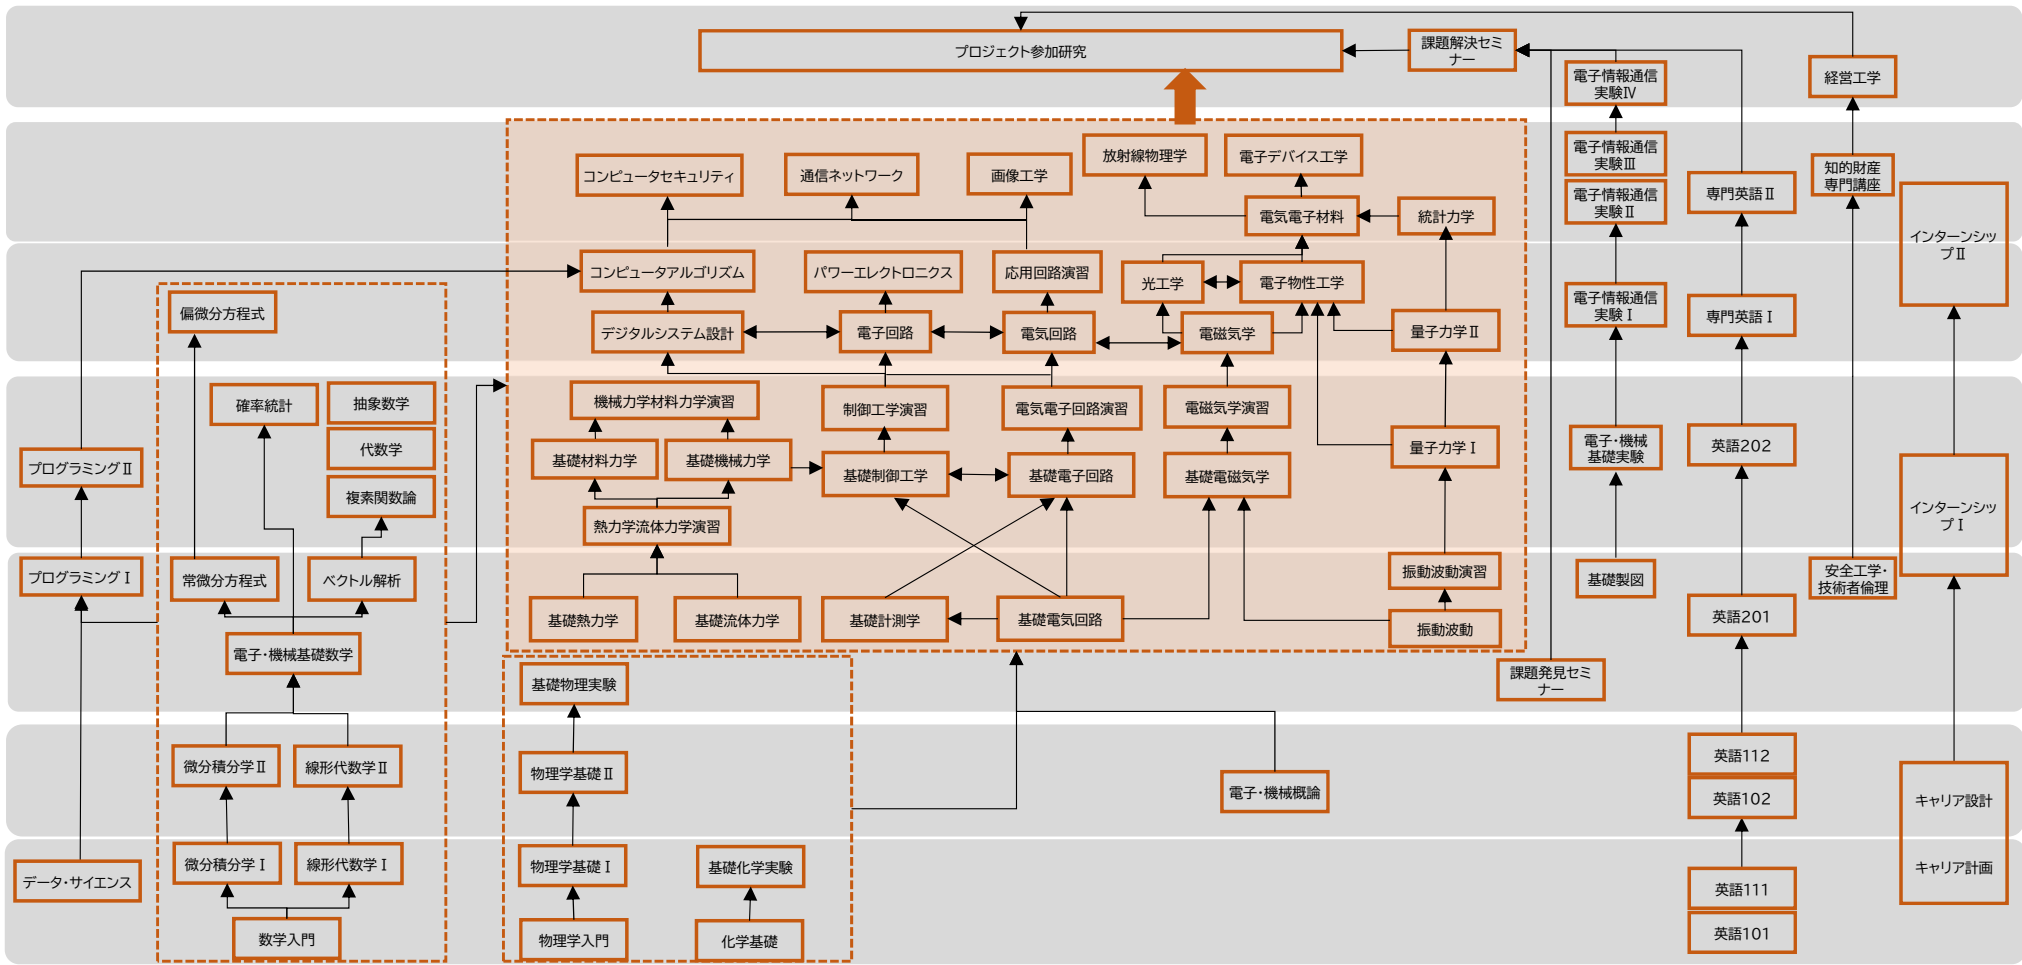 プロジェクト参加研究
課題解決セミ
ナー
電子情報通信
実験Ⅳ
経営工学
放射線物理学
電子デバイス工学
電子情報通信
実験Ⅲ
コンピュータセキュリティ
通信ネットワーク
画像工学
知的財産
専門講座
電気電子材料
統計力学
電子情報通信
実験Ⅱ
専門英語Ⅱ
インターンシッ
プⅡ
コンピュータアルゴリズム
パワーエレクトロニクス
応用回路演習
光工学
電子物性工学
偏微分方程式
デジタルシステム設計
電子回路
電気回路
電磁気学
量子力学Ⅱ
電子情報通信
実験Ⅰ
専門英語Ⅰ
確率統計
抽象数学
機械力学材料力学演習
制御工学演習
電気電子回路演習
電磁気学演習
代数学
プログラミングⅡ
基礎材料力学
基礎機械力学
基礎制御工学
基礎電子回路
基礎電磁気学
量子力学Ⅰ
電子・機械
基礎実験
英語202
複素関数論
熱力学流体力学演習
インターンシッ
プⅠ
プログラミングⅠ
常微分方程式
ベクトル解析
振動波動演習
基礎製図
安全工学・
技術者倫理
基礎熱力学
基礎流体力学
基礎計測学
基礎電気回路
振動波動
英語201
電子・機械基礎数学
基礎物理実験
課題発見セミ
ナー
微分積分学Ⅱ
線形代数学Ⅱ
物理学基礎Ⅱ
電子・機械概論
英語112
英語102
キャリア設計
データ・サイエンス
微分積分学Ⅰ
線形代数学Ⅰ
物理学基礎Ⅰ
基礎化学実験
キャリア計画
英語111
数学入門
物理学入門
化学基礎
英語101